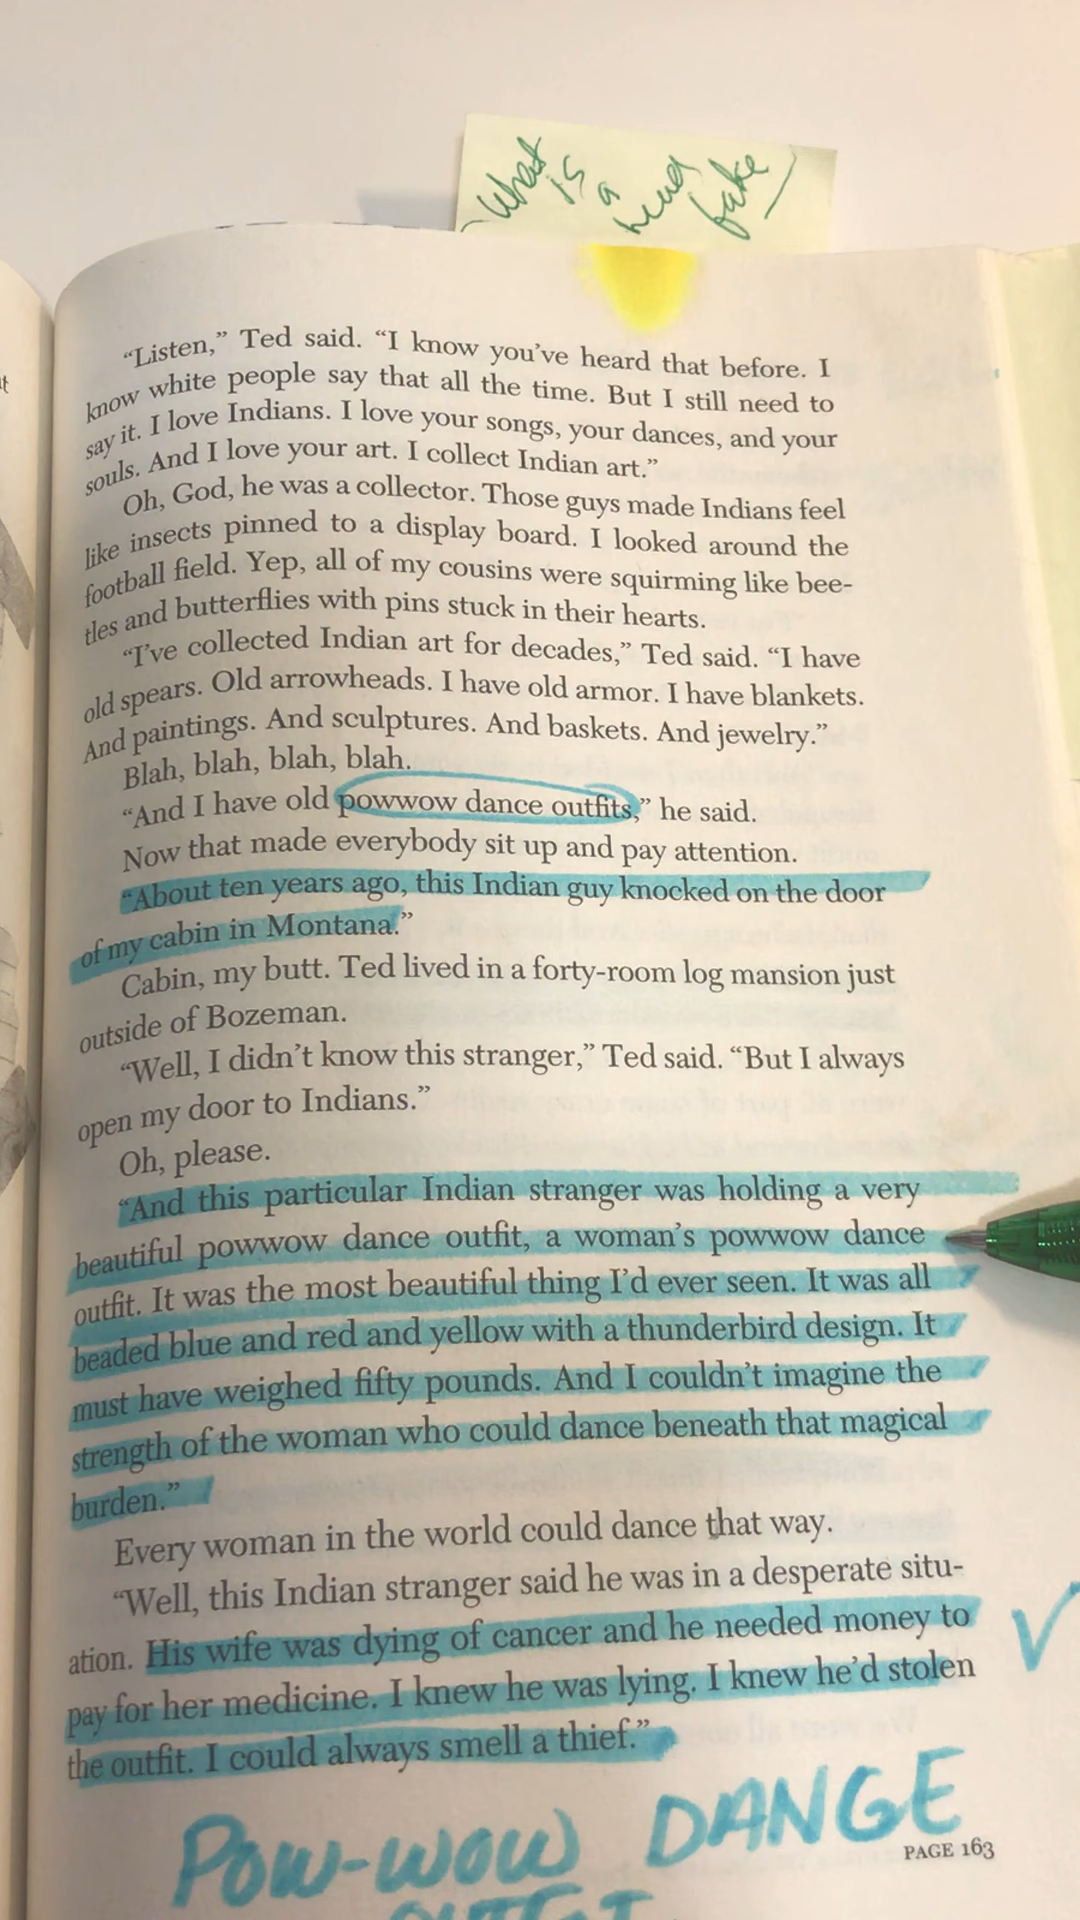 What is a head fake
"Listen," Ted said. "I know you've heard that before. I
know white people say that all the time. But I still need to
say it. I love Indians. I love your songs, your dances, and your
souls. And I love your art. I collect Indian art."
Oh, God, he was a collector. Those guys made Indians feel
like insects pinned to a display board. I looked around the
football field. Yep, all of my cousins were squirming like bee-
tles and butterflies with pins stuck in their hearts.
"I've collected Indian art for decades," Ted said. "I have
old spears. Old arrowheads. I have old armor. I have blankets.
And paintings. And sculptures. And baskets. And jewelry."
Blah, blah, blah, blah.
"And I have old powwow dance outfits," he said.
Now that made everybody sit up and pay attention.
"About ten years ago, this Indian guy knocked on the door
of my cabin in Montana."
Cabin, my butt. Ted lived in a forty-room log mansion just
outside of Bozeman.
"Well, I didn't know this stranger," Ted said. "But I always
open my door to Indians."
Oh, please.
"And this particular Indian stranger was holding a very
beautiful powwow dance outfit, a woman's powwow dance
outfit. It was the most beautiful thing I'd ever seen. It was all
beaded blue and red and yellow with a thunderbird design. It
must have weighed fifty pounds. And I couldn't imagine the
strength of the woman who could dance beneath that magical
burden."
Every woman in the world could dance that way.
"Well, this Indian stranger said he was in a desperate situ-
ation. His wife was dying of cancer and he needed money to
pay for her medicine. I knew he was lying. I knew he'd stolen
the outfit. I could always smell a thief."
POW-WOW DANGE
PAGE 163